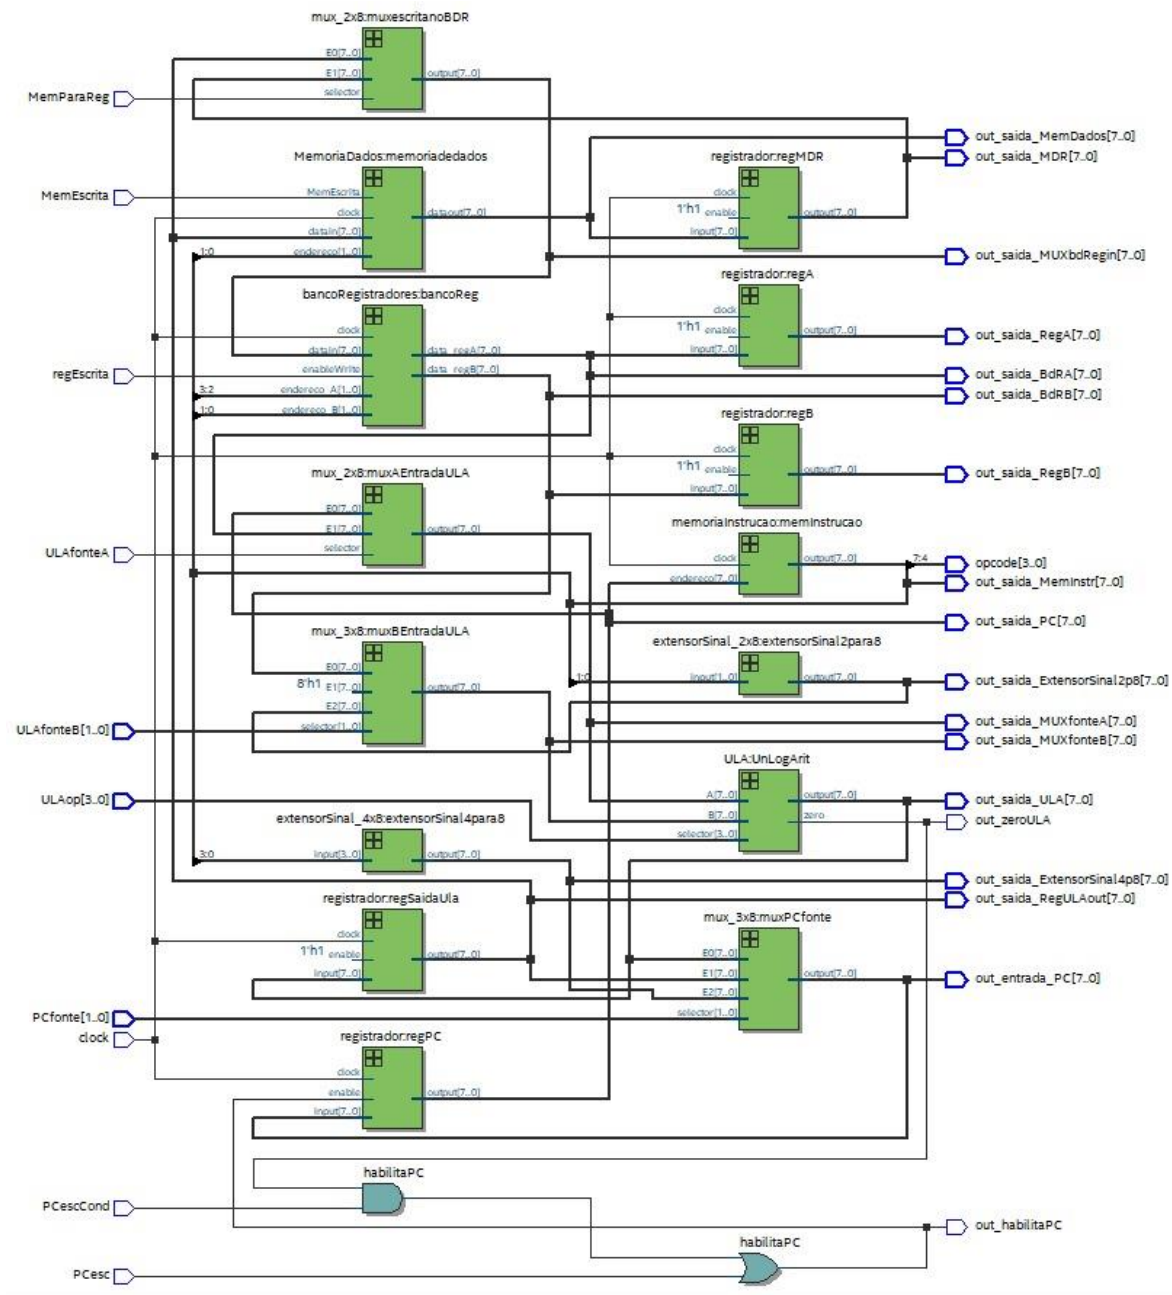 mux_2x8:muxescritanoBDR
E0[7..0]
E1[7..0]
selector
output[7..0]
MemParaReg
MemoriaDados:memoriadedados
MemEscrita
clock
dataIn[7..0]
endereco[1..0]
dataout[7..0]
MemEscrita
1:0
registrador:regMDR
clock
1'h1 enable
input[7..0]
output[7..0]
out_saida_MemDados[7..0]
out_saida_MDR[7..0]
out_saida_MUXbdRegin[7..0]
bancoRegistradores:bancoReg
clock
dataIn[7..0]
enableWrite
endereco_A[1..0]
endereco_B[1..0]
data_regA[7..0]
data_regB[7..0]
regEscrita
3:2
1:0
registrador:regA
clock
1'h1 enable
input[7..0]
output[7..0]
out_saida_RegA[7..0]
out_saida_BdRA[7..0]
out_saida_BdRB[7..0]
registrador:regB
clock
1'h1 enable
input[7..0]
output[7..0]
out_saida_RegB[7..0]
mux_2x8:muxAEntradaULA
E0[7..0]
E1[7..0]
selector
output[7..0]
ULAfonteA
memoriaInstrucao:memInstrucao
clock
endereco[7..0]
output[7..0]
7:4
opcode[3..0]
out_saida_MemInstr[7..0]
out_saida_PC[7..0]
mux_3x8:muxBEntradaULA
E0[7..0]
8'h1 E1[7..0]
E2[7..0]
selector[1..0]
output[7..0]
ULAfonteB[1..0]
extensorSinal_2x8:extensorSinal2para8
1:0
input[1..0]
output[7..0]
out_saida_ExtensorSinal2p8[7..0]
out_saida_MUXfonteA[7..0]
out_saida_MUXfonteB[7..0]
ULA:UnLogArit
A[7..0]
B[7..0]
selector[3..0]
output[7..0]
zero
ULAop[3..0]
out_saida_ULA[7..0]
out_zeroULA
extensorSinal_4x8:extensorSinal4para8
3:0
input[3..0]
output[7..0]
out_saida_ExtensorSinal4p8[7..0]
out_saida_RegULAout[7..0]
registrador:regSaidaUla
clock
1'h1 enable
input[7..0]
output[7..0]
mux_3x8:muxPCfonte
E0[7..0]
E1[7..0]
E2[7..0]
selector[1..0]
output[7..0]
out_entrada_PC[7..0]
PCfonte[1..0]
clock
registrador:regPC
clock
enable
input[7..0]
output[7..0]
habilitaPC
PCescCond
out_habilitaPC
habilitaPC
PCesc